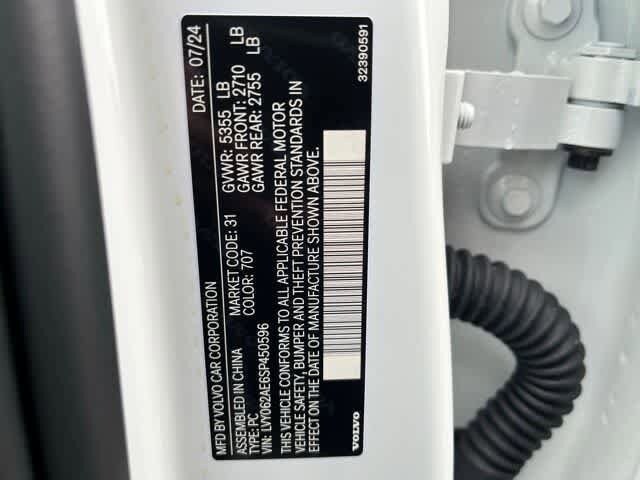 MFD BY VOLVO CAR CORPORATION DATE: 07/24
ASSEMBLED IN CHINA GVWR: 5355 LB
MARKET CODE: 31 GAWR FRONT: 2710 LB
TYPE: PC COLOR: 707 GAWR REAR: 2755 LB
VIN: LVY062AE6SP450596
THIS VEHICLE CONFORMS TO ALL APPLICABLE FEDERAL MOTOR
VEHICLE SAFETY, BUMPER AND THEFT PREVENTION STANDARDS IN
EFFECT ON THE DATE OF MANUFACTURE SHOWN ABOVE.
VOLVO 32390591